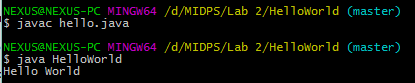 NEXUS@NEXUS-PC MINGW64 /d/MIDPS/Lab 2/HelloWorld (master)
$ javac hello.java
NEXUS@NEXUS-PC MINGW64 /d/MIDPS/Lab 2/HelloWorld (master)
$ java HelloWorld
Hello World